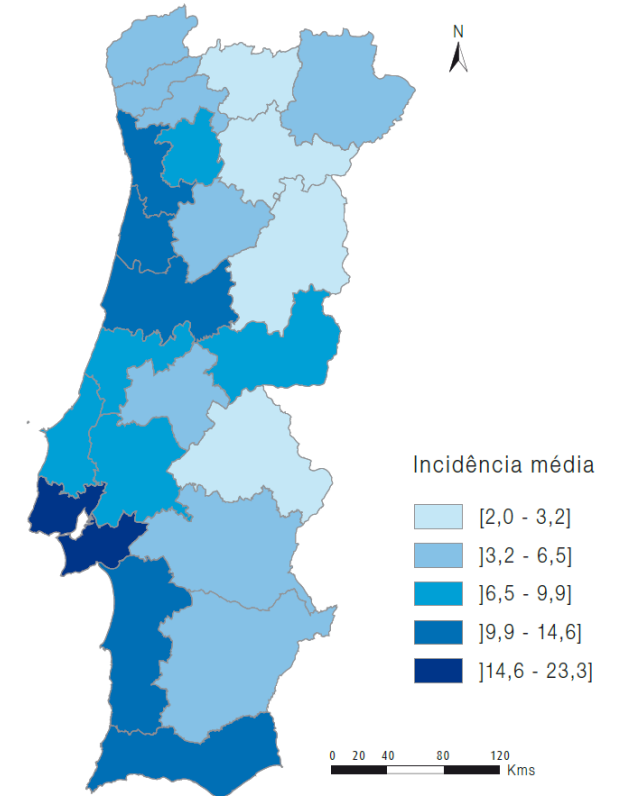 N
Incidência média
]2,0 - 3,2]
]3,2 - 6,5]
]6,5 - 9,9]
]9,9 - 14,6]
]14,6 - 23,3]
0 20 40 80 120
Kms